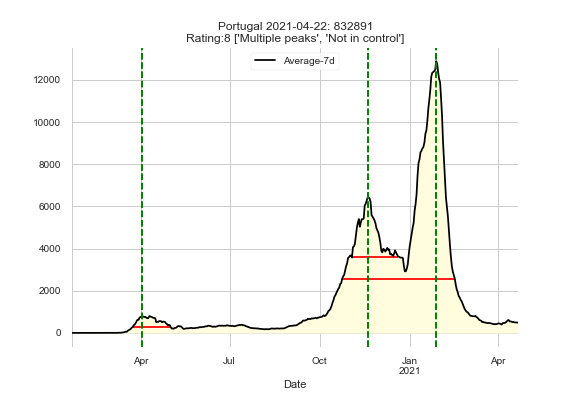 Portugal 2021-04-22: 832891
Rating:8 ['Multiple peaks', 'Not in control']
Average-7d
12000
10000
8000
6000
4000
2000
0
Apr
Jul
Oct
Jan
2021
Apr
Date